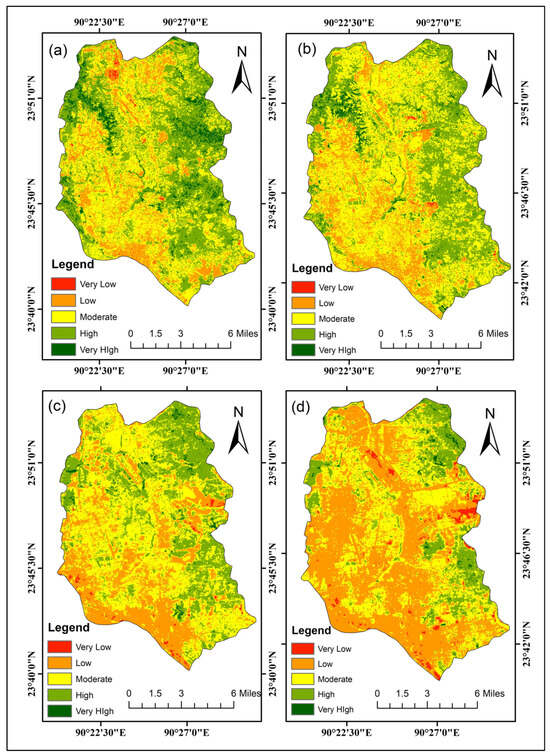 90°22'30"E 90°27'0"E
90°22'30"E 90°27'0"E
(a)
N
23°51'0"N
23°45'30"N
23°40'0"N
Legend
Very Low
Low
Moderate
High
Very HIgh
0 1.5 3 6 Miles
(b)
N
23°51'0"N
23°46'30"N
23°42'0"N
Legend
Very Low
Low
Moderate
High
Very HIgh
0 1.5 3 6 Miles
90°22'30"E 90°27'0"E
90°22'30"E 90°27'0"E
(c)
N
23°51'0"N
23°45'30"N
23°40'0"N
Legend
Very Low
Low
Moderate
High
Very HIgh
0 1.5 3 6 Miles
(d)
N
23°51'0"N
23°46'30"N
23°42'0"N
Legend
Very Low
Low
Moderate
High
Very HIgh
0 1.5 3 6 Miles
90°22'30"E 90°27'0"E
90°22'30"E 90°27'0"E